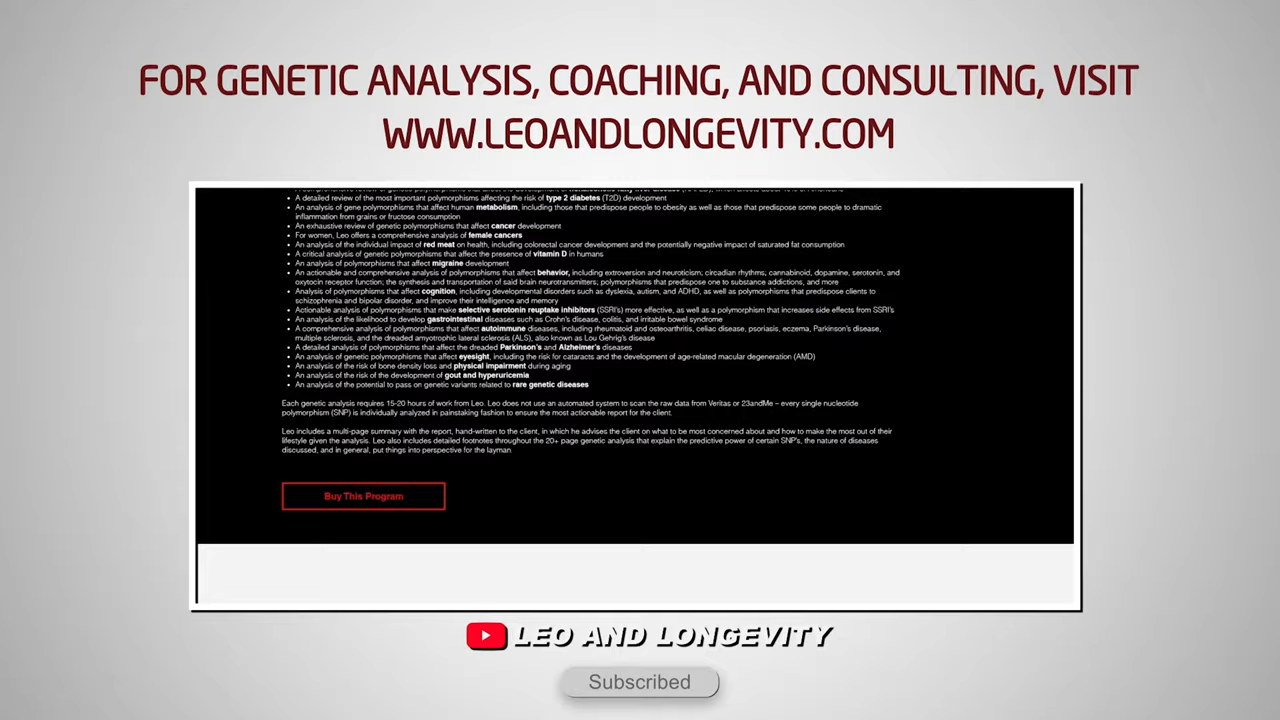 FOR GENETIC ANALYSIS, COACHING, AND CONSULTING, VISIT
WWW.LEOANDLONGEVITY.COM
A detailed review of the most important polymorphisms affecting the risk of type 2 diabetes (T2D) development
An analysis of gene polymorphisms that affect human metabolism, including those that predispose people to obesity as well as those that predispose some people to dramatic
inflammation from grains or fructose consumption
An exhaustive review of genetic polymorphisms that affect cancer development
For women, Leo offers a comprehensive analysis of female cancers
An analysis of the individual impact of red meat on health, including colorectal cancer development and the potentially negative impact of saturated fat consumption
A critical analysis of genetic polymorphisms that affect the presence of vitamin D in humans
An analysis of polymorphisms that affect migraine development
An actionable and comprehensive analysis of polymorphisms that affect behavior, including extroversion and neuroticism; circadian rhythms; cannabinoid, dopamine, serotonin, and
oxytocin receptor function; the synthesis and transportation of said brain neurotransmitters; polymorphisms that predispose one to substance addictions, and more
Analysis of polymorphisms that affect cognition, including developmental disorders such as dyslexia, autism, and ADHD, as well as polymorphisms that predispose clients to
schizophrenia and bipolar disorder, and improve their intelligence and memory
Actionable analysis of polymorphisms that make selective serotonin reuptake inhibitors (SSRI's) more effective, as well as a polymorphism that increases side effects from SSRI's
An analysis of the likelihood to develop gastrointestinal diseases such as Crohn's disease, colitis, and irritable bowel syndrome
A comprehensive analysis of polymorphisms that affect autoimmune diseases, including rheumatoid and osteoarthritis, celiac disease, psoriasis, eczema, Parkinson's disease,
multiple sclerosis, and the dreaded amyotrophic lateral sclerosis (ALS), also known as Lou Gehrig's disease
A detailed analysis of polymorphisms that affect the dreaded Parkinson's and Alzheimer's diseases
An analysis of genetic polymorphisms that affect eyesight, including the risk for cataracts and the development of age-related macular degeneration (AMD)
An analysis of the risk of bone density loss and physical impairment during aging
An analysis of the risk of the development of gout and hyperuricemia
An analysis of the potential to pass on genetic variants related to rare genetic diseases
Each genetic analysis requires 15-20 hours of work from Leo. Leo does not use an automated system to scan the raw data from Veritas or 23andMe – every single nucleotide
polymorphism (SNP) is individually analyzed in painstaking fashion to ensure the most actionable report for the client.
Leo includes a multi-page summary with the report, hand-written to the client, in which he advises the client on what to be most concerned about and how to make the most out of their
lifestyle given the analysis. Leo also includes detailed footnotes throughout the 20+ page genetic analysis that explain the predictive power of certain SNP's, the nature of diseases
discussed, and in general, put things into perspective for the layman.
Buy This Program
LEO AND LONGEVITY
Subscribed